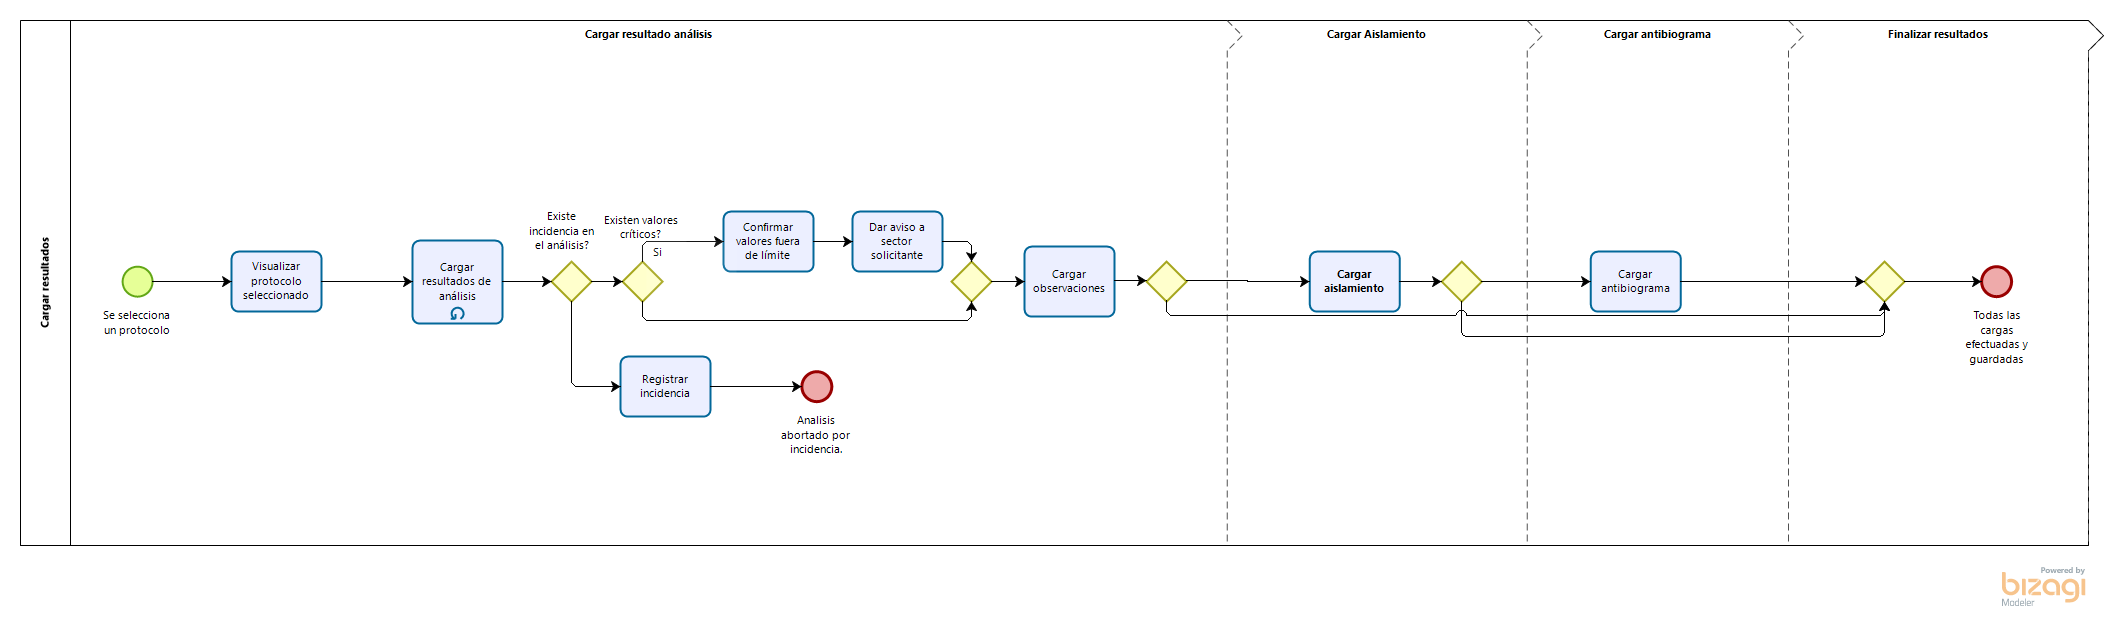 Cargar resultados
Cargar resultado análisis
Cargar Aislamiento
Cargar antibiograma
Finalizar resultados
Se selecciona
un protocolo
Visualizar
protocolo
seleccionado
Cargar
resultados de
análisis
Existe
incidencia en
el análisis?
Existen valores
críticos?
Si
Confirmar
valores fuera
de límite
Dar aviso a
sector
solicitante
Registrar
incidencia
Analisis
abortado por
incidencia.
Cargar
observaciones
Cargar
aislamiento
Cargar
antibiograma
Todas las
cargas
efectuadas y
guardadas
Powered by
bizagi
Modeler